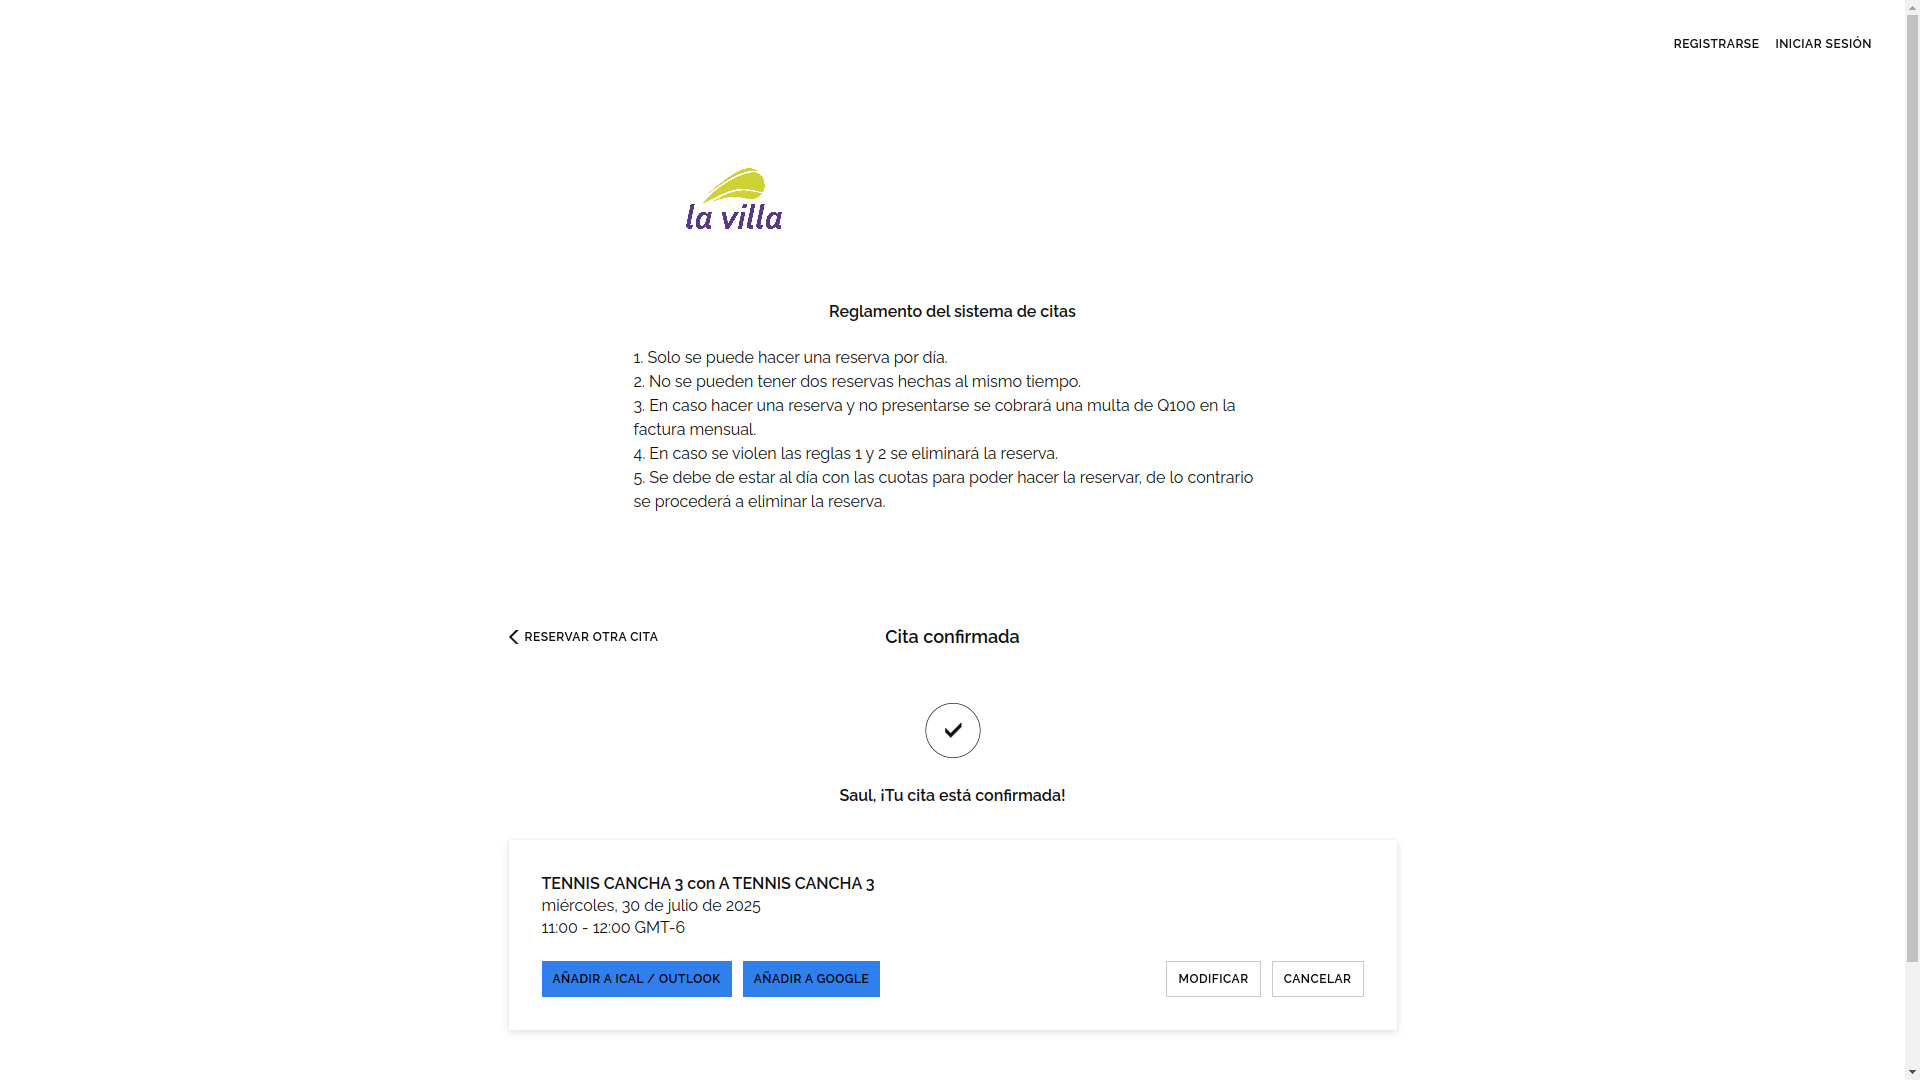 REGISTRARSE INICIAR SESIÓN
la villa
Reglamento del sistema de citas
1. Solo se puede hacer una reserva por día.
2. No se pueden tener dos reservas hechas al mismo tiempo.
3. En caso hacer una reserva y no presentarse se cobrará una multa de Q100 en la
factura mensual.
4. En caso se violen las reglas 1 y 2 se eliminará la reserva.
5. Se debe de estar al día con las cuotas para poder hacer la reservar, de lo contrario
se procederá a eliminar la reserva.
RESERVAR OTRA CITA
Cita confirmada
Saul, ¡Tu cita está confirmada!
TENNIS CANCHA 3 con A TENNIS CANCHA 3
miércoles, 30 de julio de 2025
11:00 - 12:00 GMT-6
AÑADIR A ICAL / OUTLOOK AÑADIR A GOOGLE MODIFICAR CANCELAR